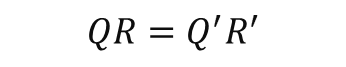 QR = Q′R′